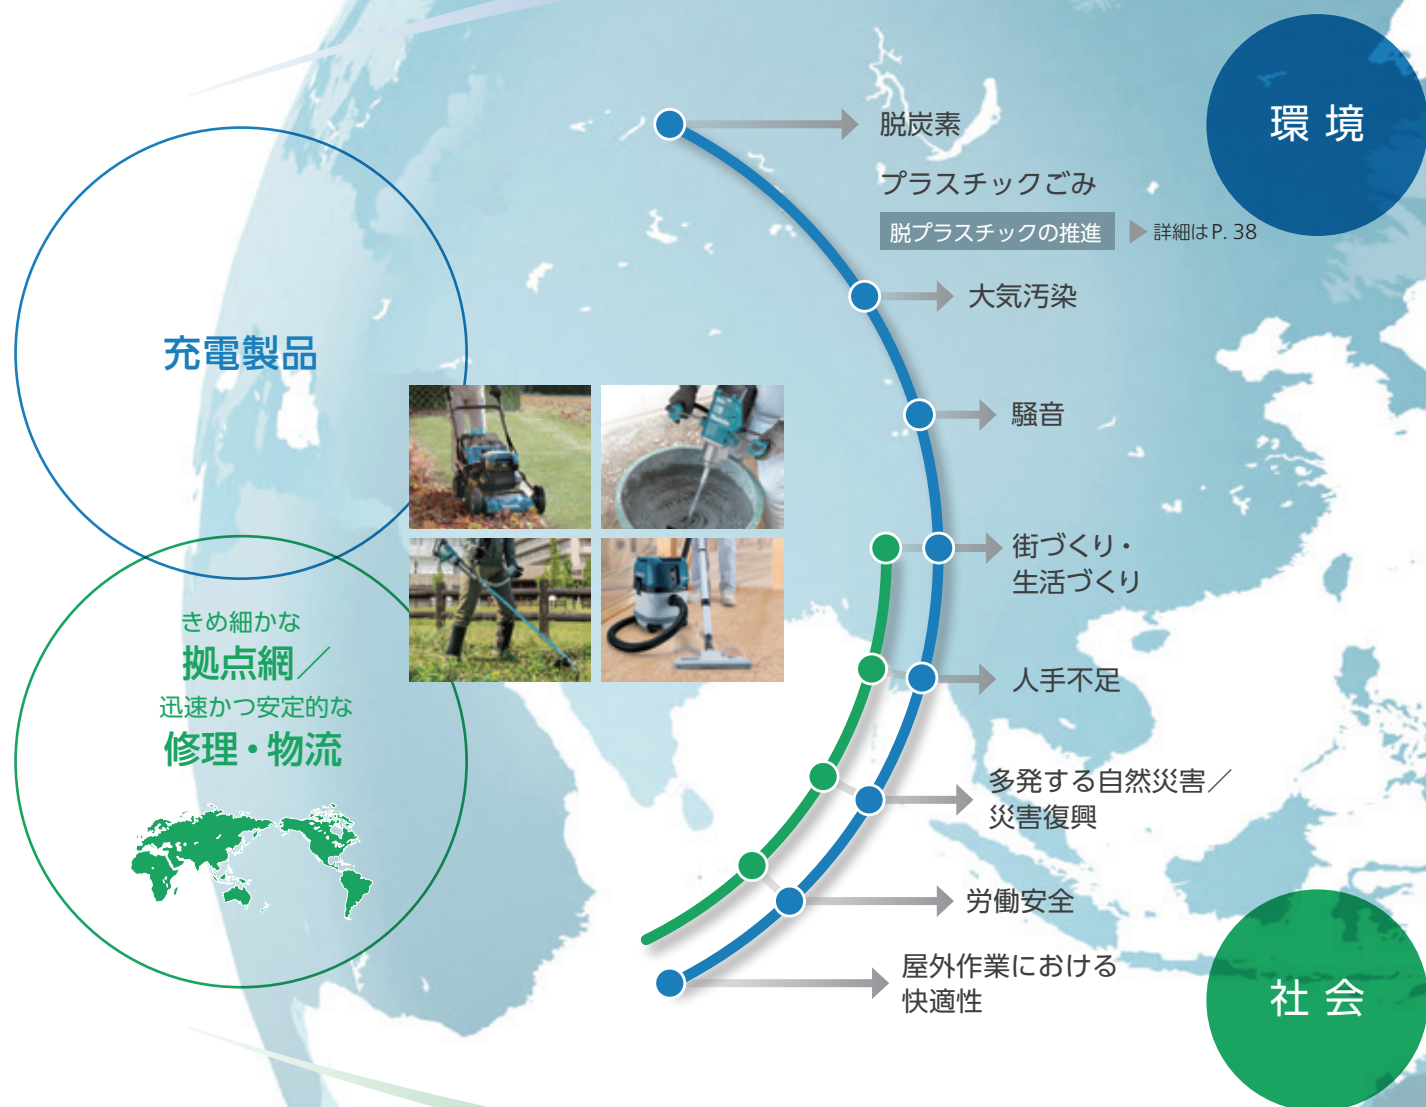 環境
脱炭素
プラスチックごみ
脱プラスチックの推進 ▶ 詳細はP. 38
大気汚染
充電製品
騒音
街づくり・
生活づくり
きめ細かな
拠点網／
迅速かつ安定的な
修理・物流
人手不足
多発する自然災害／
災害復興
労働安全
屋外作業における
快適性
社会